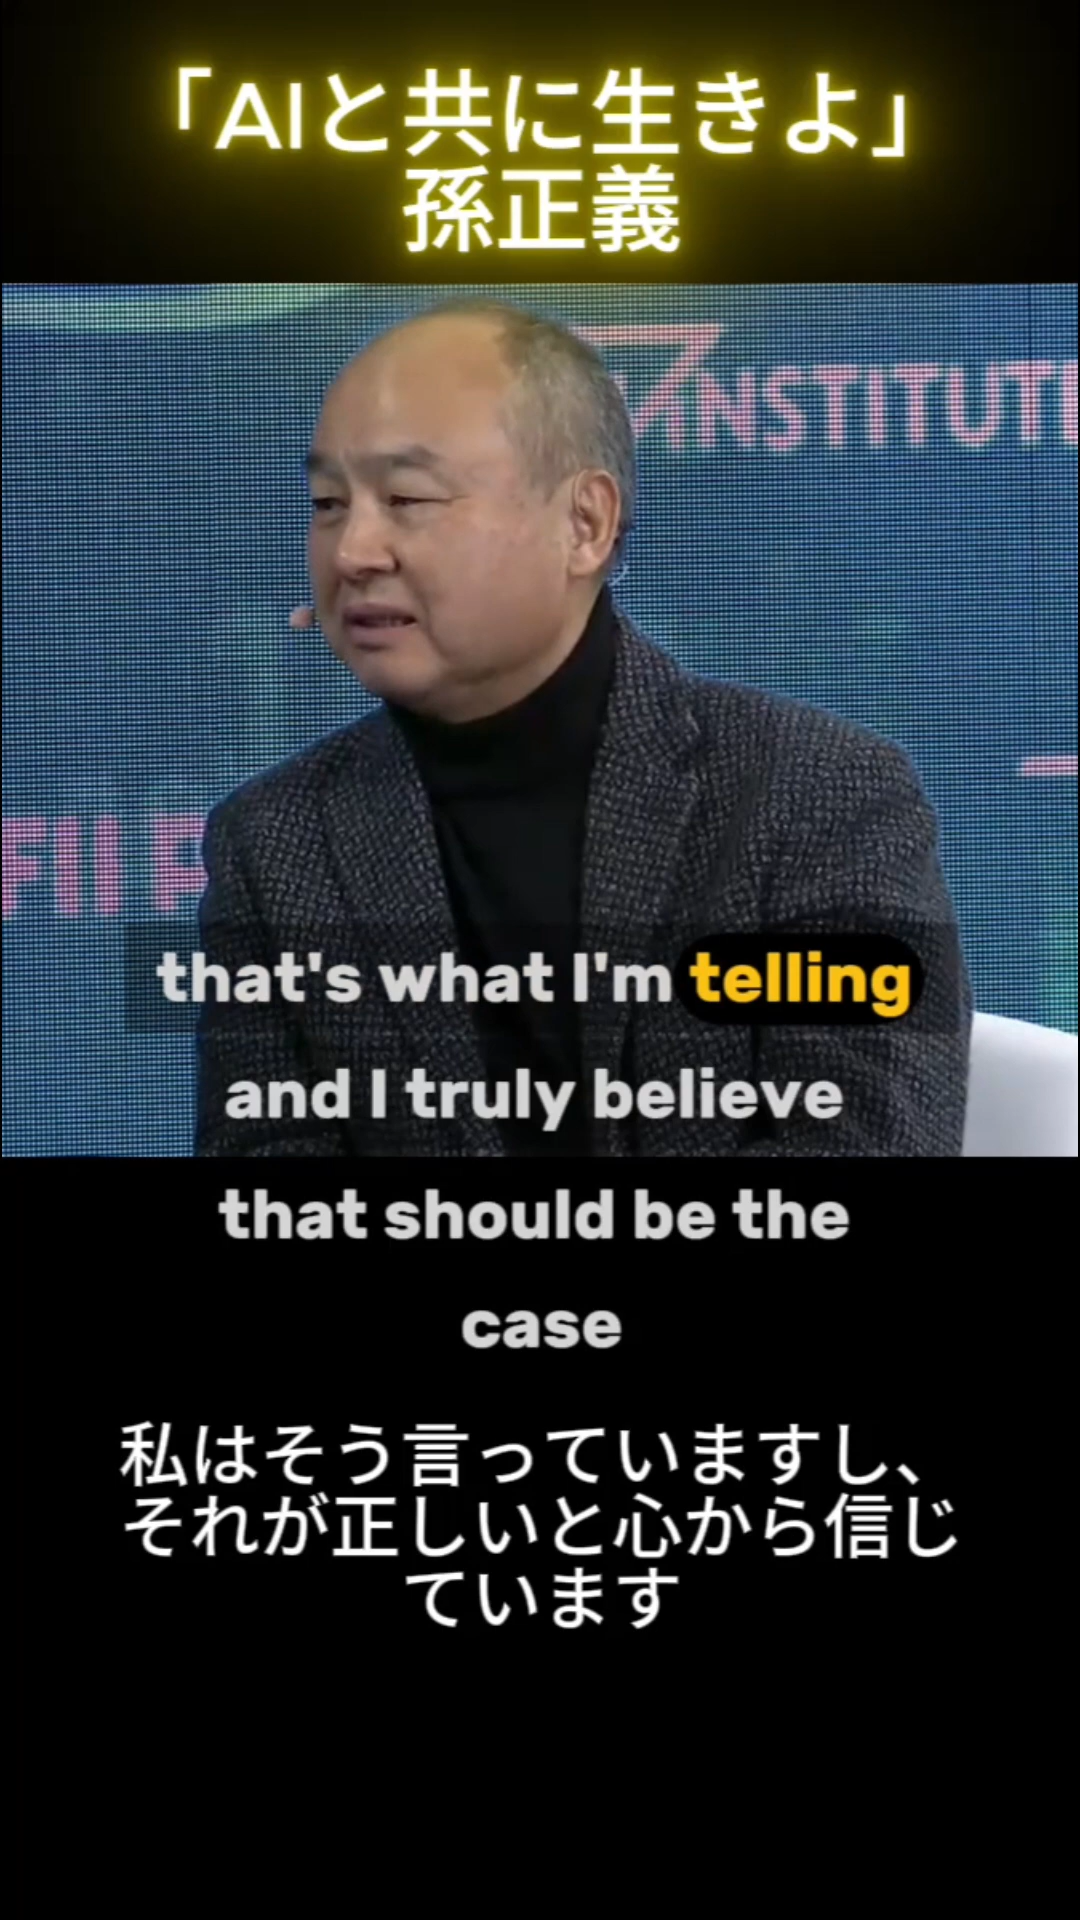 「AIと共に生きよ」
孫正義
INSTITUTE
FII P
that's what I'm telling
and I truly believe
that should be the
case
私はそう言っていますし、
それが正しいと心から信じ
ています